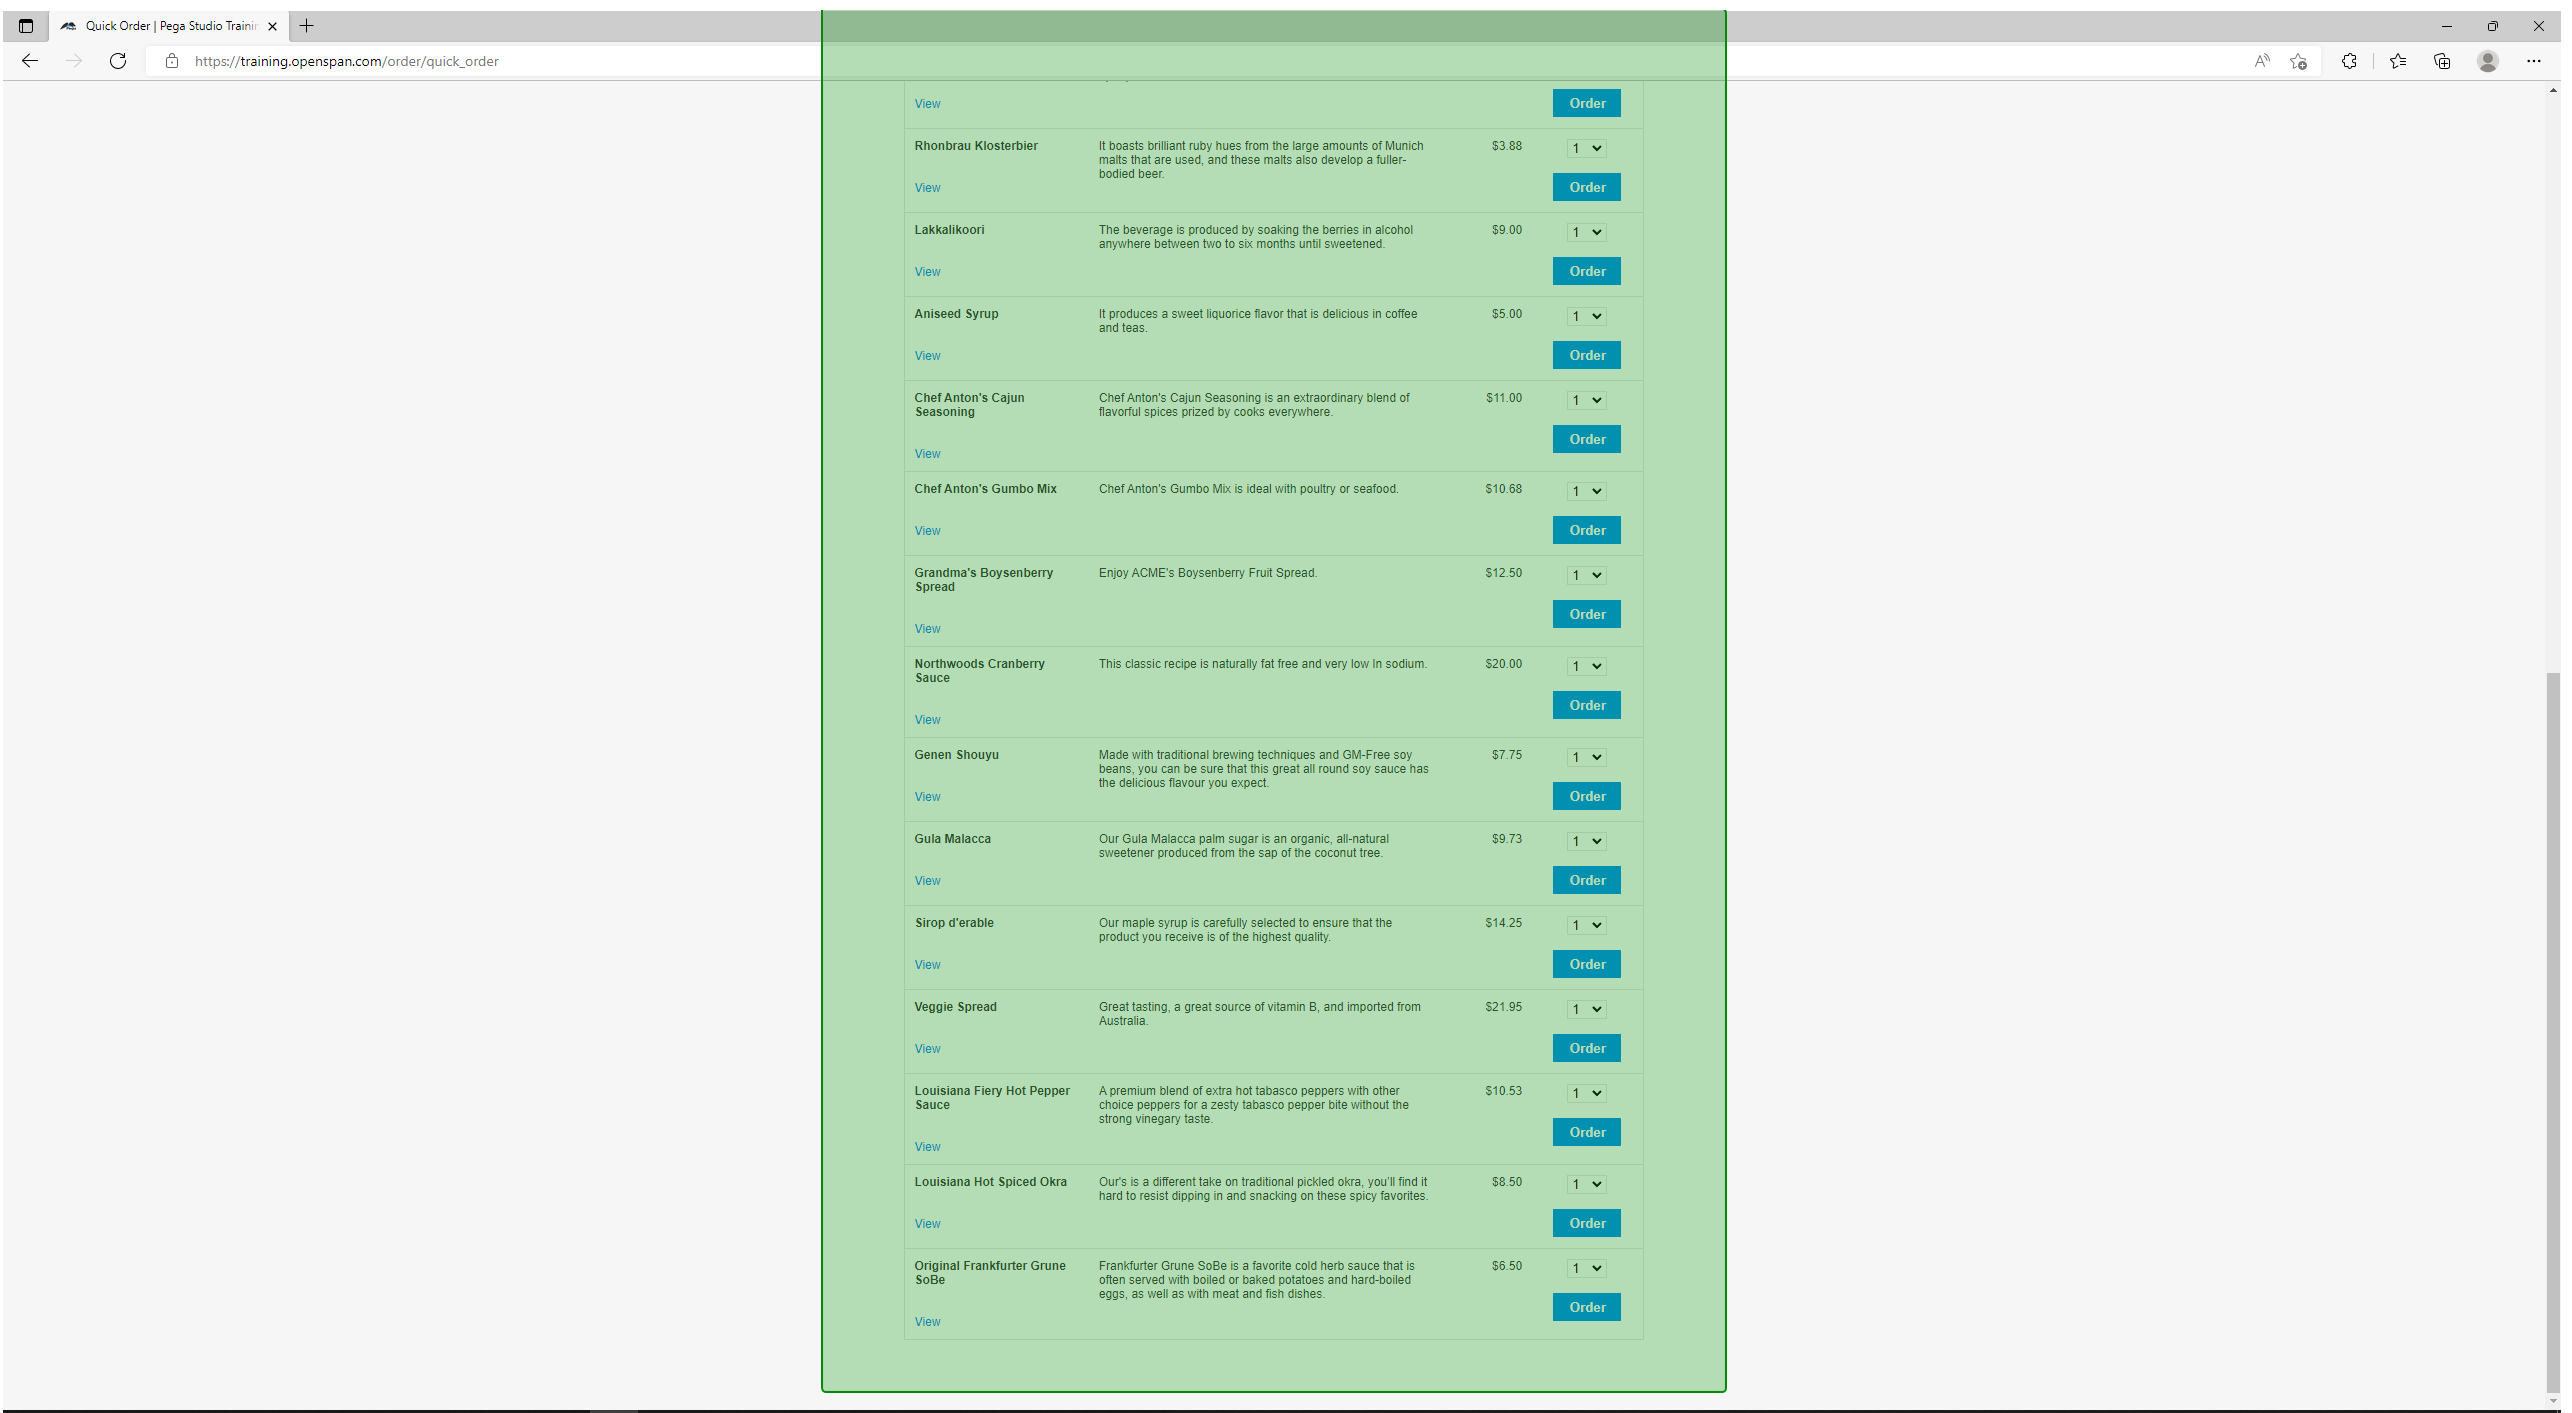 Quick Order | Pega Studio Trainin
https://training.openspan.com/order/quick_order
View Order
Rhonbrau Klosterbier It boasts brilliant ruby hues from the large amounts of Munich $3.88 1
malts that are used, and these malts also develop a fuller-
bodied beer.
View Order
Lakkalikoori The beverage is produced by soaking the berries in alcohol $9.00 1
anywhere between two to six months until sweetened.
View Order
Aniseed Syrup It produces a sweet liquorice flavor that is delicious in coffee $5.00 1
and teas.
View Order
Chef Anton's Cajun Chef Anton's Cajun Seasoning is an extraordinary blend of $11.00 1
Seasoning flavorful spices prized by cooks everywhere.
Order
View
Chef Anton's Gumbo Mix Chef Anton's Gumbo Mix is ideal with poultry or seafood. $10.68 1
View Order
Grandma's Boysenberry Enjoy ACME's Boysenberry Fruit Spread. $12.50 1
Spread
Order
View
Northwoods Cranberry This classic recipe is naturally fat free and very low In sodium. $20.00 1
Sauce
Order
View
Genen Shouyu Made with traditional brewing techniques and GM-Free soy $7.75 1
beans, you can be sure that this great all round soy sauce has
the delicious flavour you expect.
View Order
Gula Malacca Our Gula Malacca palm sugar is an organic, all-natural $9.73 1
sweetener produced from the sap of the coconut tree.
View Order
Sirop d'erable Our maple syrup is carefully selected to ensure that the $14.25 1
product you receive is of the highest quality.
View Order
Veggie Spread Great tasting, a great source of vitamin B, and imported from $21.95 1
Australia.
View Order
Louisiana Fiery Hot Pepper A premium blend of extra hot tabasco peppers with other $10.53 1
Sauce choice peppers for a zesty tabasco pepper bite without the
strong vinegary taste.
Order
View
Louisiana Hot Spiced Okra Our's is a different take on traditional pickled okra, you'll find it $8.50 1
hard to resist dipping in and snacking on these spicy favorites.
View Order
Original Frankfurter Grune Frankfurter Grune SoBe is a favorite cold herb sauce that is $6.50 1
SoBe often served with boiled or baked potatoes and hard-boiled
eggs, as well as with meat and fish dishes.
Order
View